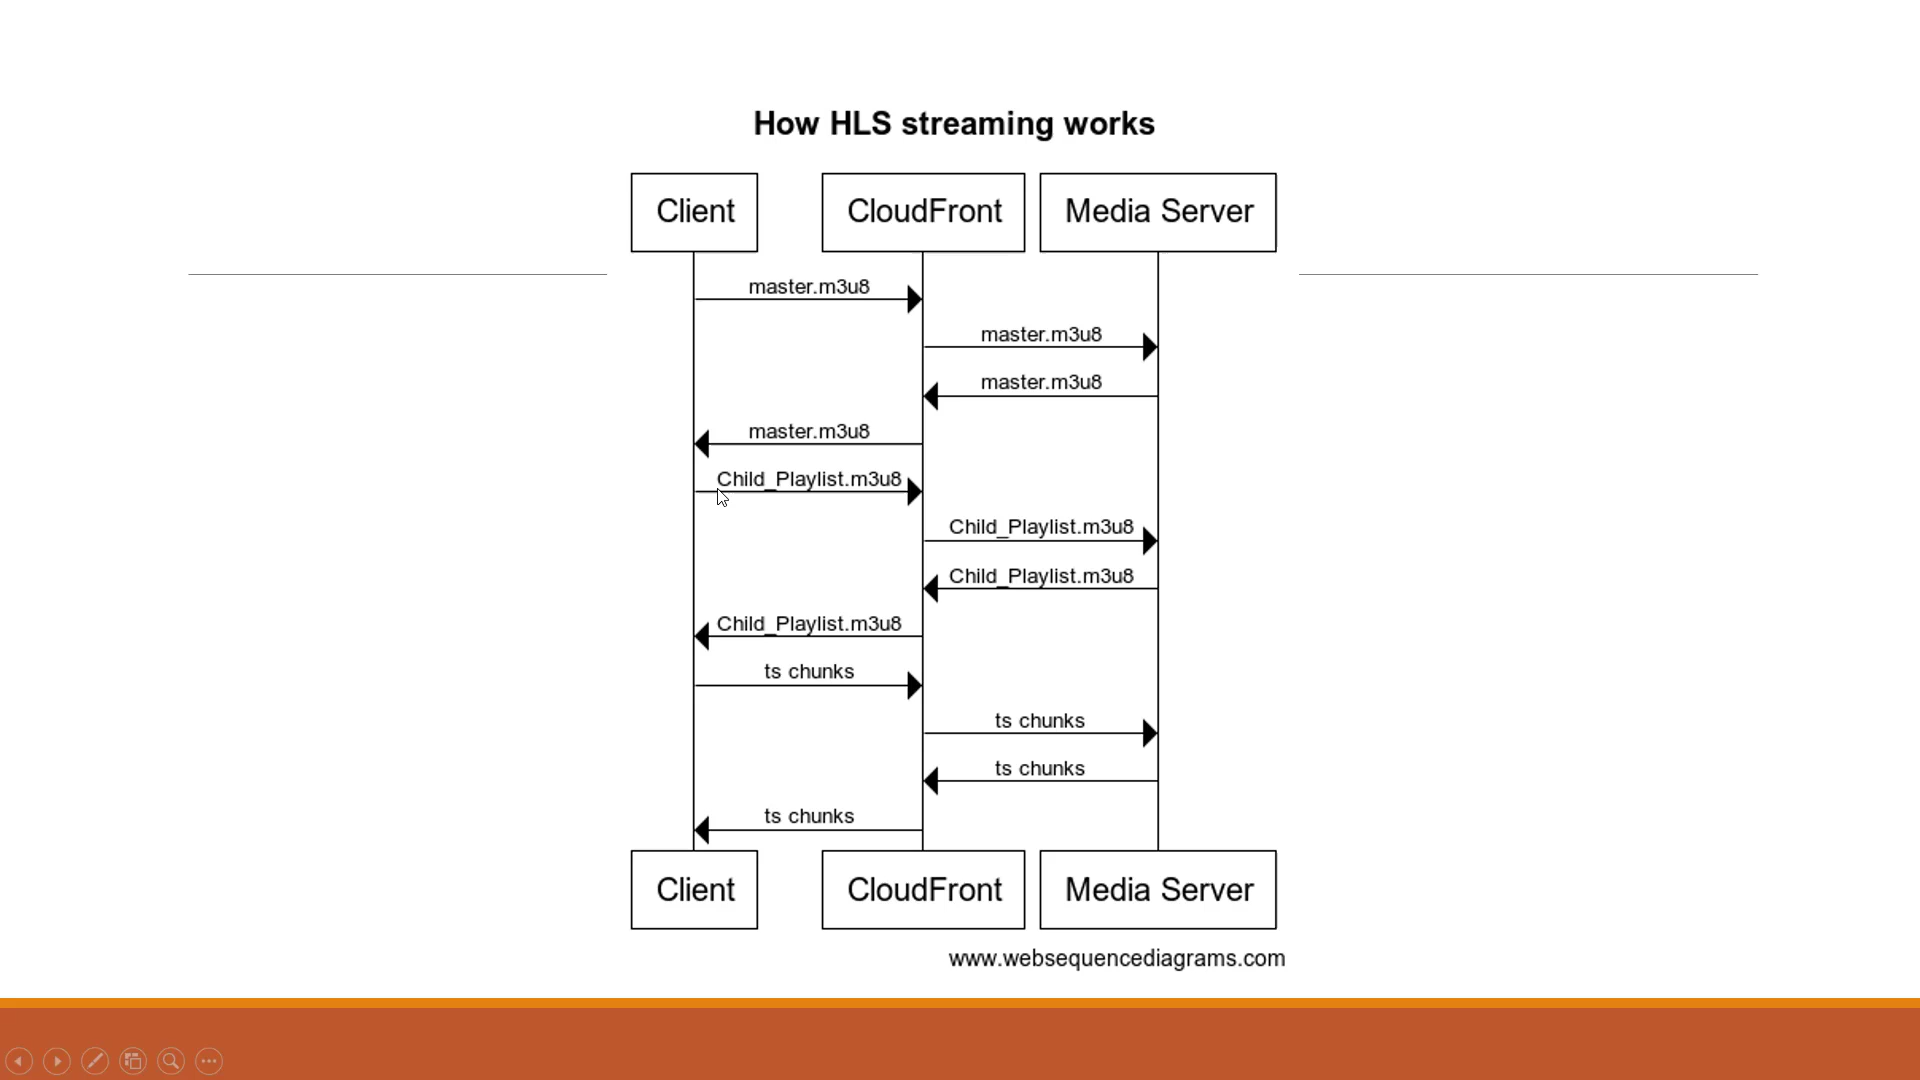 How HLS streaming works
Client
CloudFront
Media Server
master.m3u8
master.m3u8
master.m3u8
master.m3u8
Child_Playlist.m3u8
Child_Playlist.m3u8
Child_Playlist.m3u8
Child_Playlist.m3u8
ts chunks
ts chunks
ts chunks
ts chunks
Client
CloudFront
Media Server
www.websequencediagrams.com